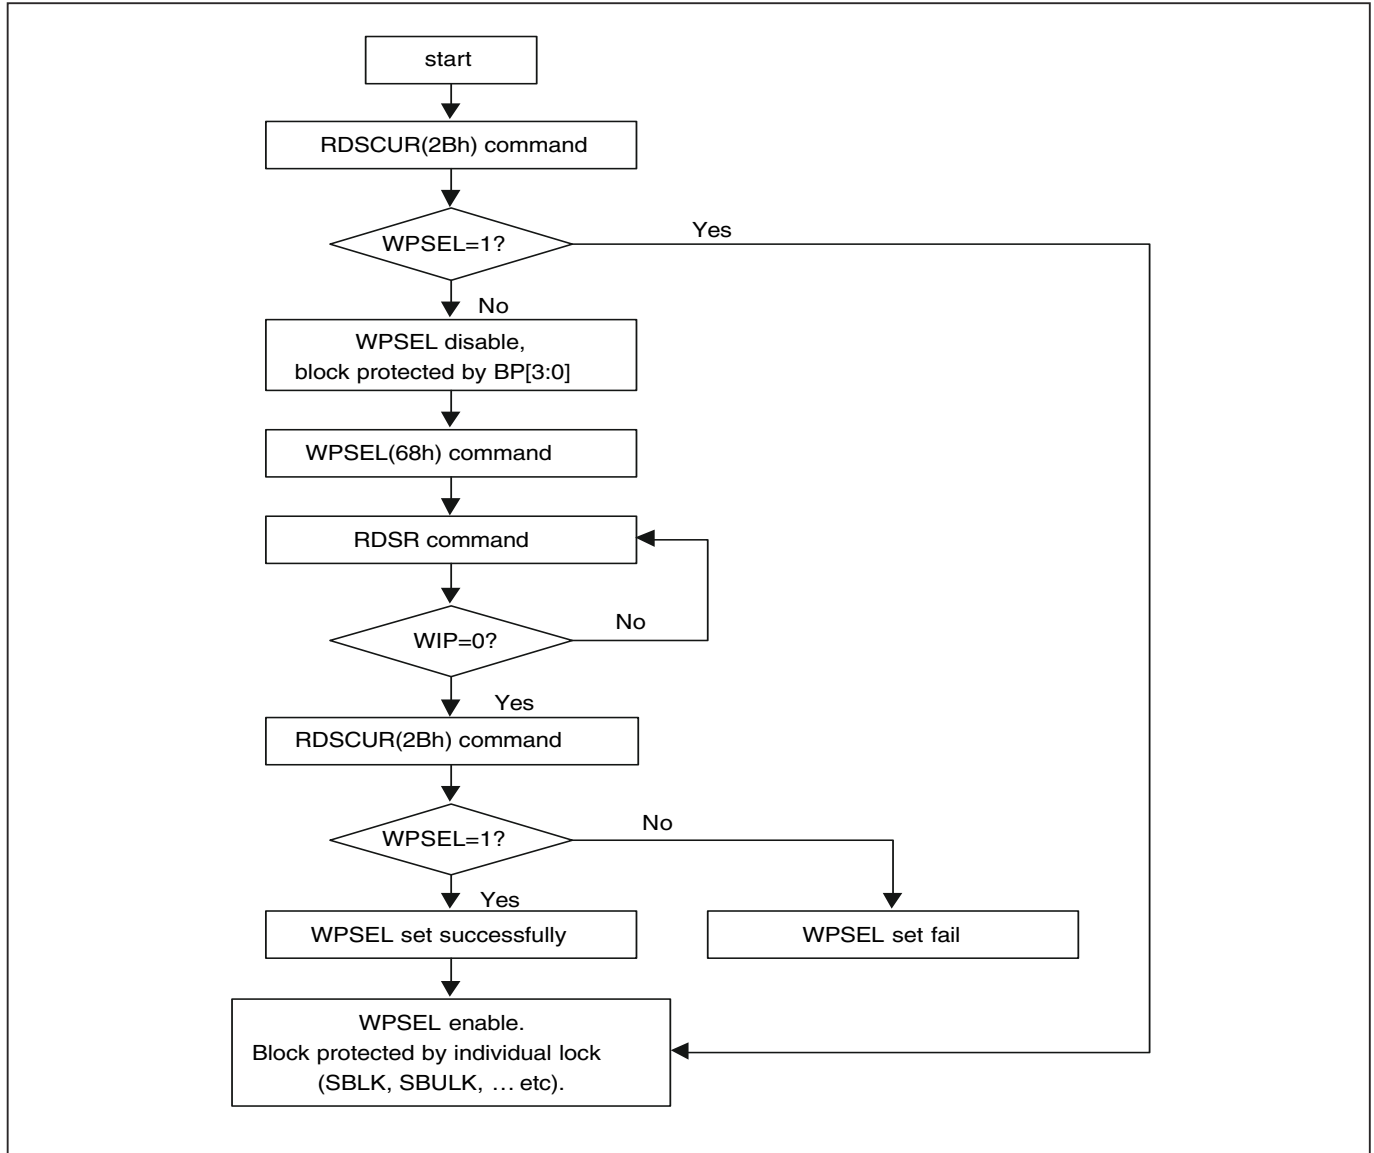 start
RDSCUR(2Bh) command
WPSEL=1?
Yes
No
WPSEL disable,
block protected by BP[3:0]
WPSEL(68h) command
RDSR command
WIP=0?
No
Yes
RDSCUR(2Bh) command
WPSEL=1?
No
Yes
WPSEL set successfully
WPSEL set fail
WPSEL enable.
Block protected by individual lock
(SBLK, SBULK, … etc).